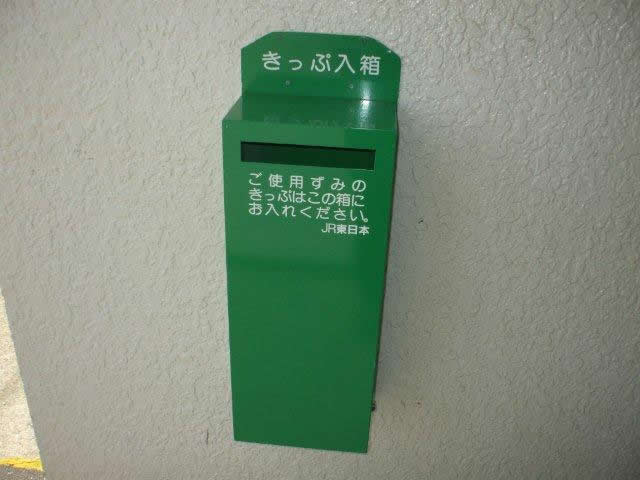 きっぷ入箱
ご使用ずみの
きっぷはこの箱に
お入れください。
JR東日本